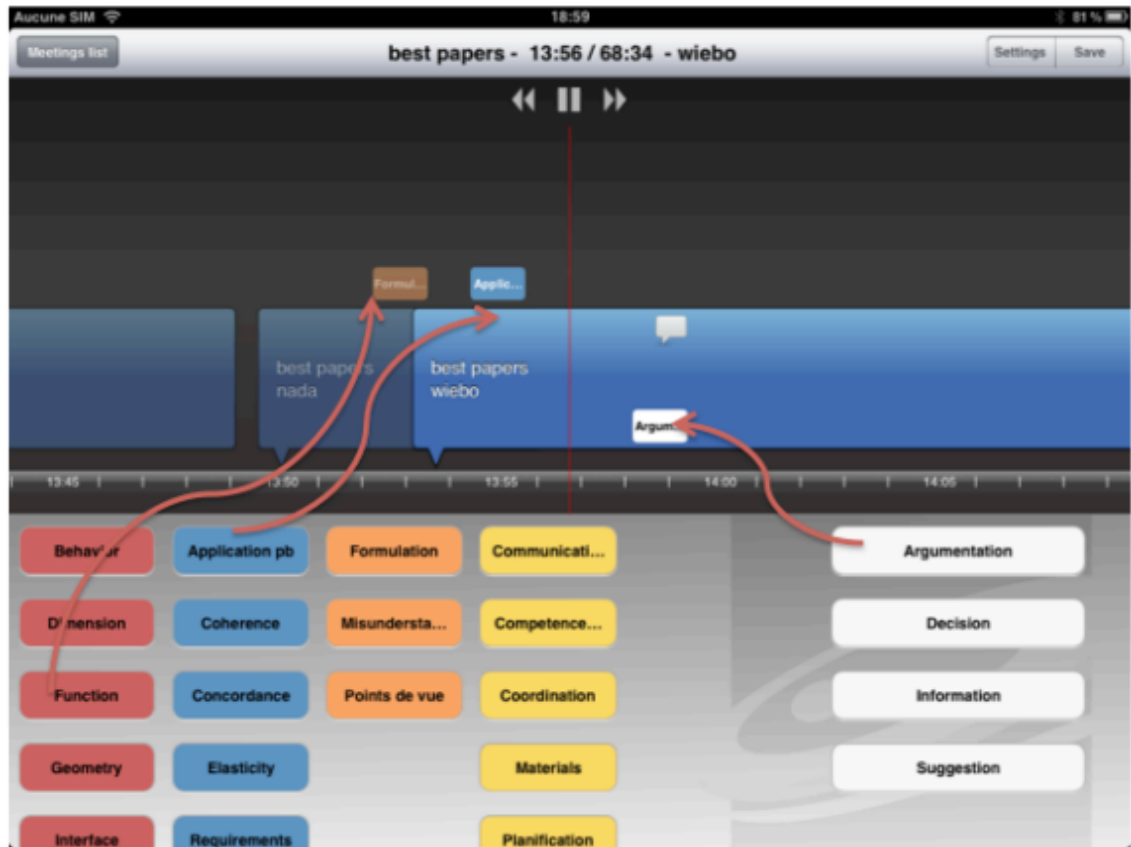 Aucune SIM 18:59 81 %
Meetings list best papers - 13:56 / 68:34 - wiebo Settings Save
Formul... Applic...
best papers
nada
best papers
wiebo
Argum...
13:45 13:50 13:55 14:00 14:05
Behavior Application pb Formulation Communicati... Argumentation
Dimension Coherence Misundersta... Competence... Decision
Function Concordance Points de vue Coordination Information
Geometry Elasticity Materials Suggestion
Interface Requirements Planification